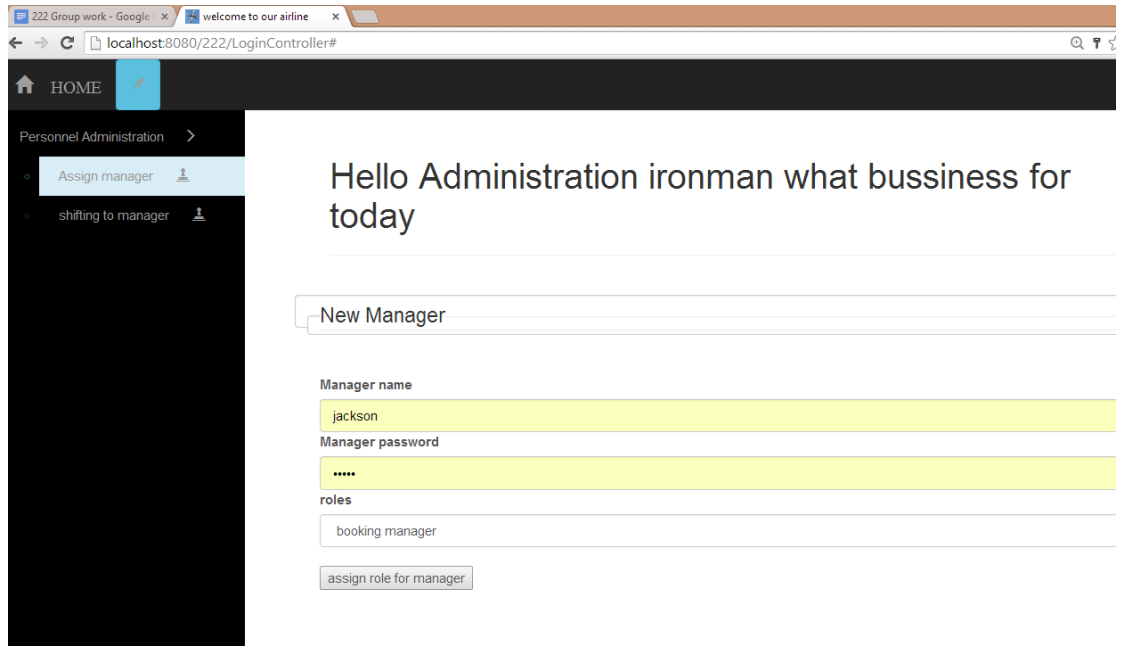 222 Group work - Google
welcome to our airline
localhost:8080/222/LoginController#
HOME
Personnel Administration
Assign manager
shifting to manager
Hello Administration ironman what bussiness for
today
New Manager
Manager name
jackson
Manager password
•••••
roles
booking manager
assign role for manager